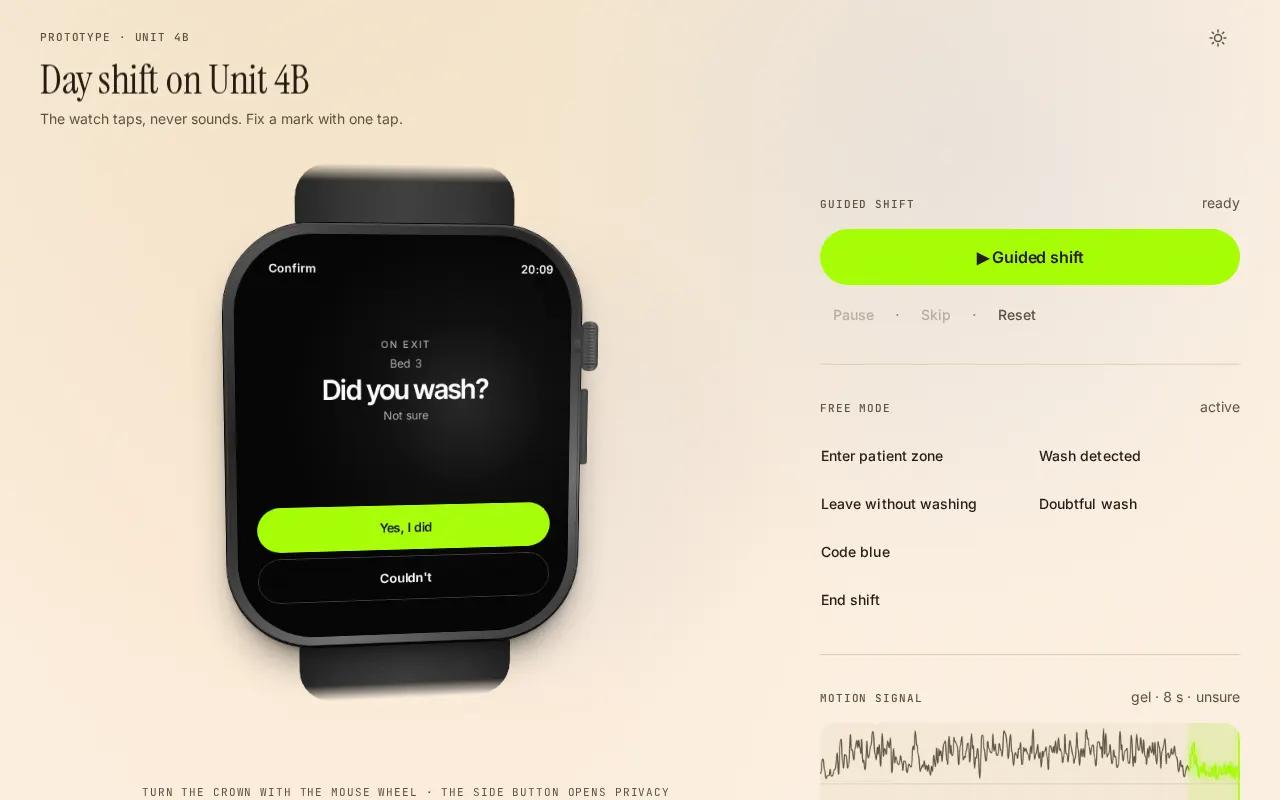 PROTOTYPE · UNIT 4B
Day shift on Unit 4B
The watch taps, never sounds. Fix a mark with one tap.
Confirm
20:09
ON EXIT
Bed 3
Did you wash?
Not sure
Yes, I did
Couldn't
TURN THE CROWN WITH THE MOUSE WHEEL · THE SIDE BUTTON OPENS PRIVACY
GUIDED SHIFT
ready
▶ Guided shift
Pause · Skip · Reset
FREE MODE
active
Enter patient zone
Wash detected
Leave without washing
Doubtful wash
Code blue
End shift
MOTION SIGNAL
gel · 8 s · unsure